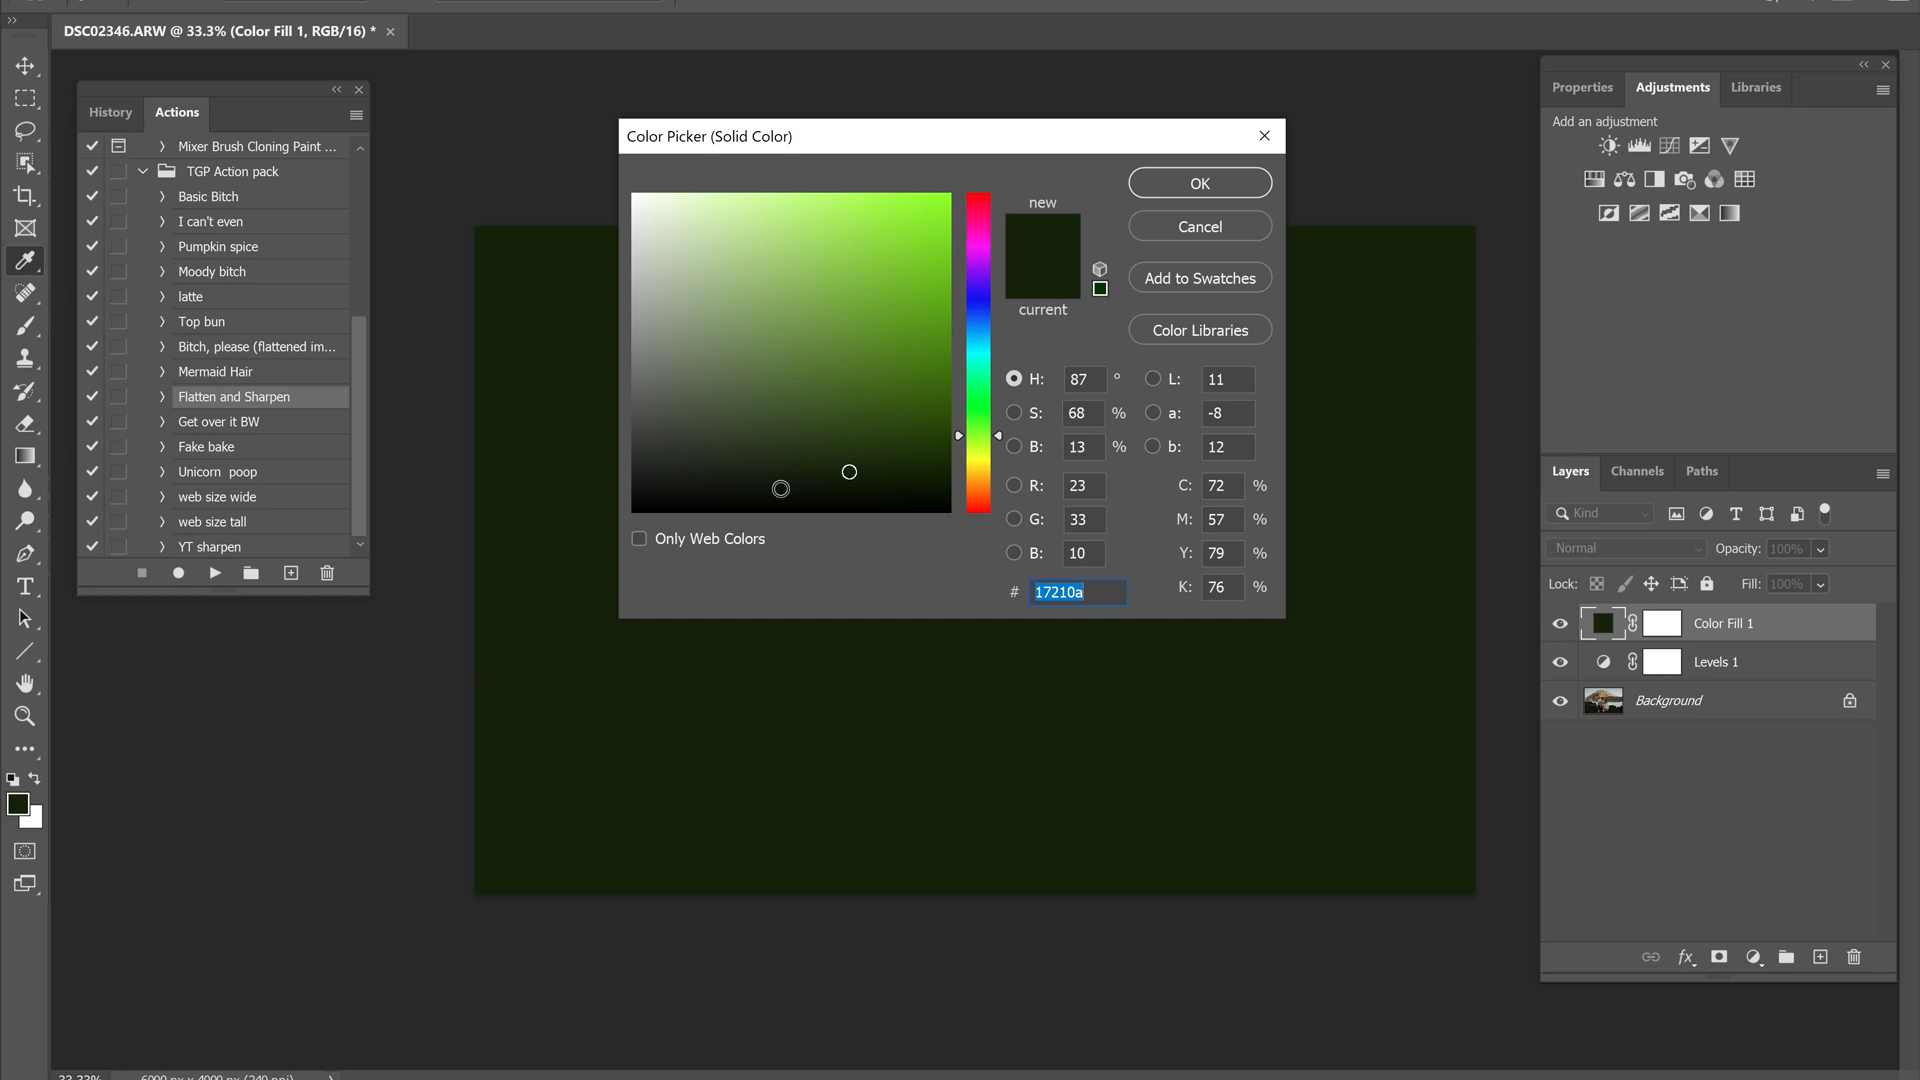 DSC02346.ARW @ 33.3% (Color Fill 1, RGB/16) *
History
Actions
Mixer Brush Cloning Paint ...
TGP Action pack
Basic Bitch
I can't even
Pumpkin spice
Moody bitch
latte
Top bun
Bitch, please (flattened im...
Mermaid Hair
Flatten and Sharpen
Get over it BW
Fake bake
Unicorn poop
web size wide
web size tall
YT sharpen
Color Picker (Solid Color)
new
current
OK
Cancel
Add to Swatches
Color Libraries
H: 87 °
L: 11
S: 68 %
a: -8
B: 13 %
b: 12
R: 23
C: 72 %
G: 33
M: 57 %
B: 10
Y: 79 %
# 17210a
K: 76 %
Only Web Colors
Properties
Adjustments
Libraries
Add an adjustment
Layers
Channels
Paths
Kind
Normal
Opacity: 100%
Lock:
Fill: 100%
Color Fill 1
Levels 1
Background
fx
33.33%
6000 px x 4000 px (240 ppi)